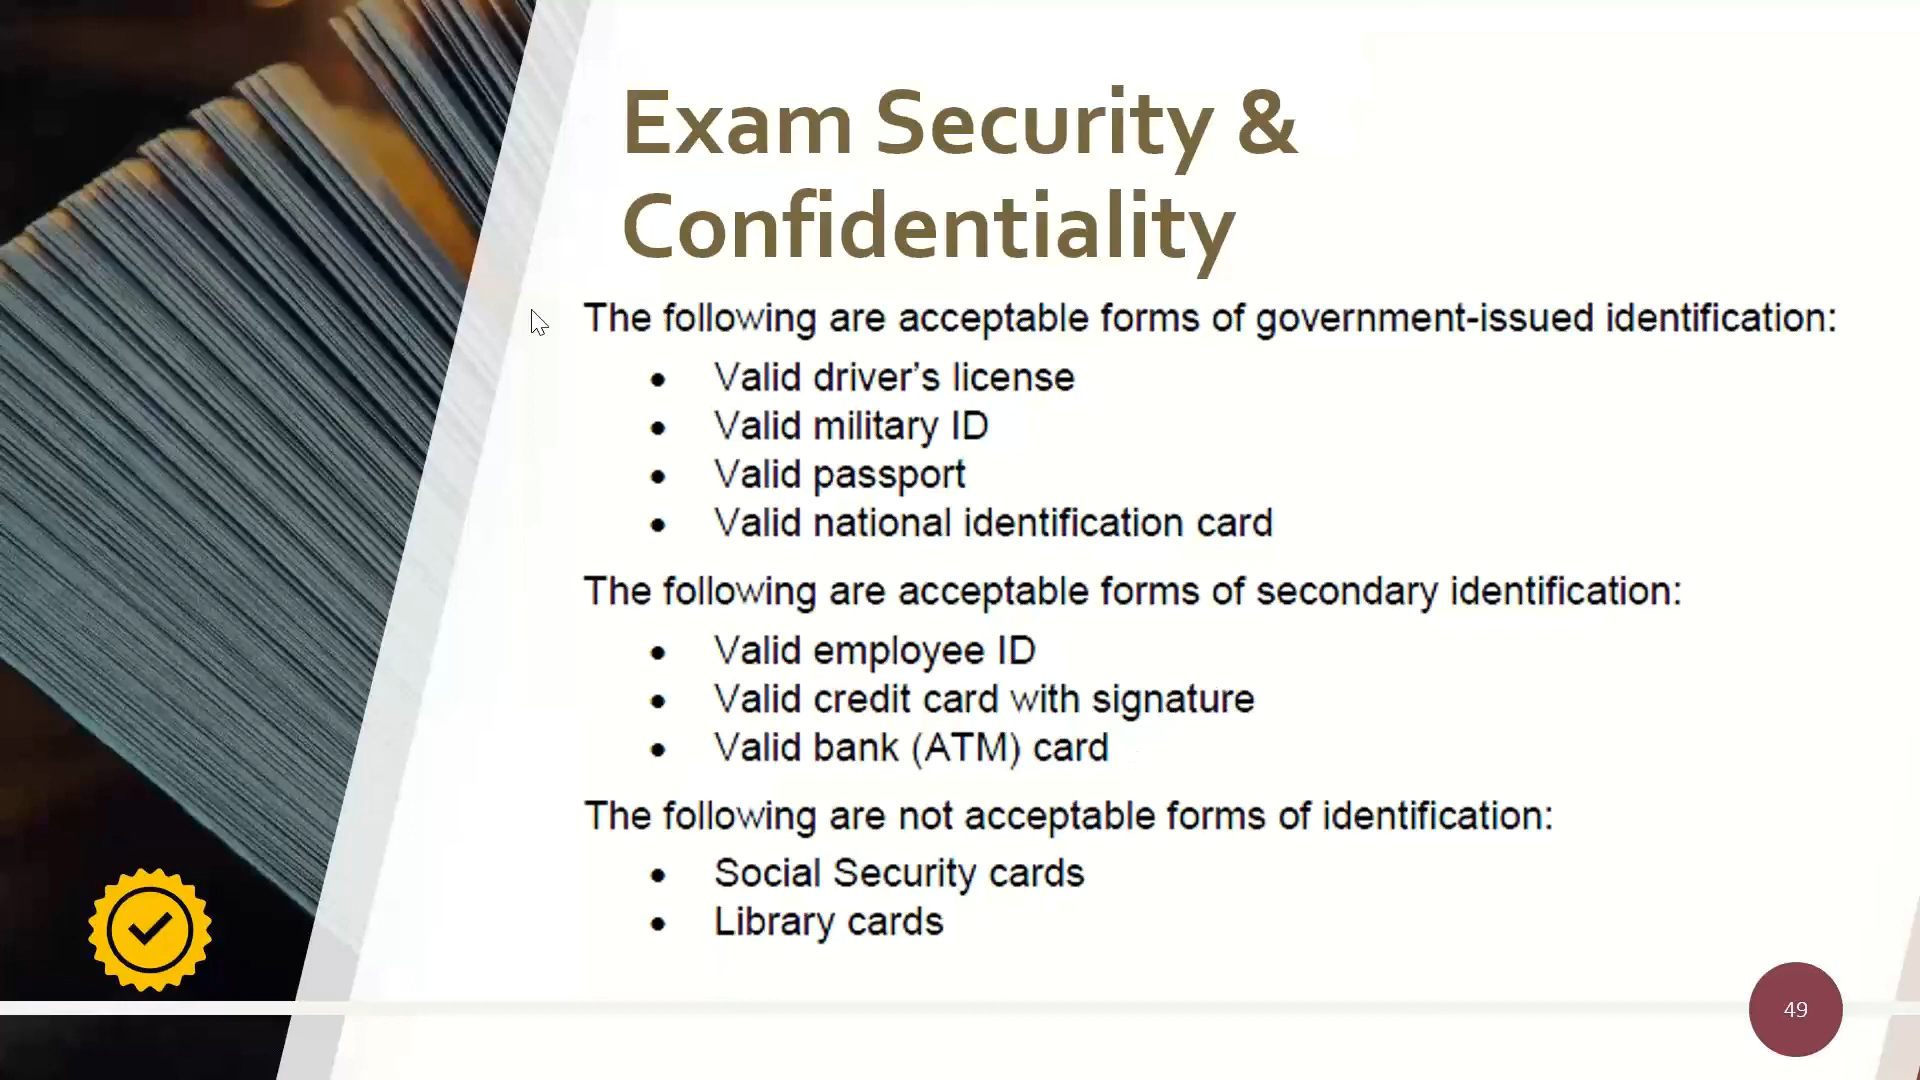 Exam Security &
Confidentiality
The following are acceptable forms of government-issued identification:
• Valid driver’s license
• Valid military ID
• Valid passport
• Valid national identification card
The following are acceptable forms of secondary identification:
• Valid employee ID
• Valid credit card with signature
• Valid bank (ATM) card
The following are not acceptable forms of identification:
• Social Security cards
• Library cards
49